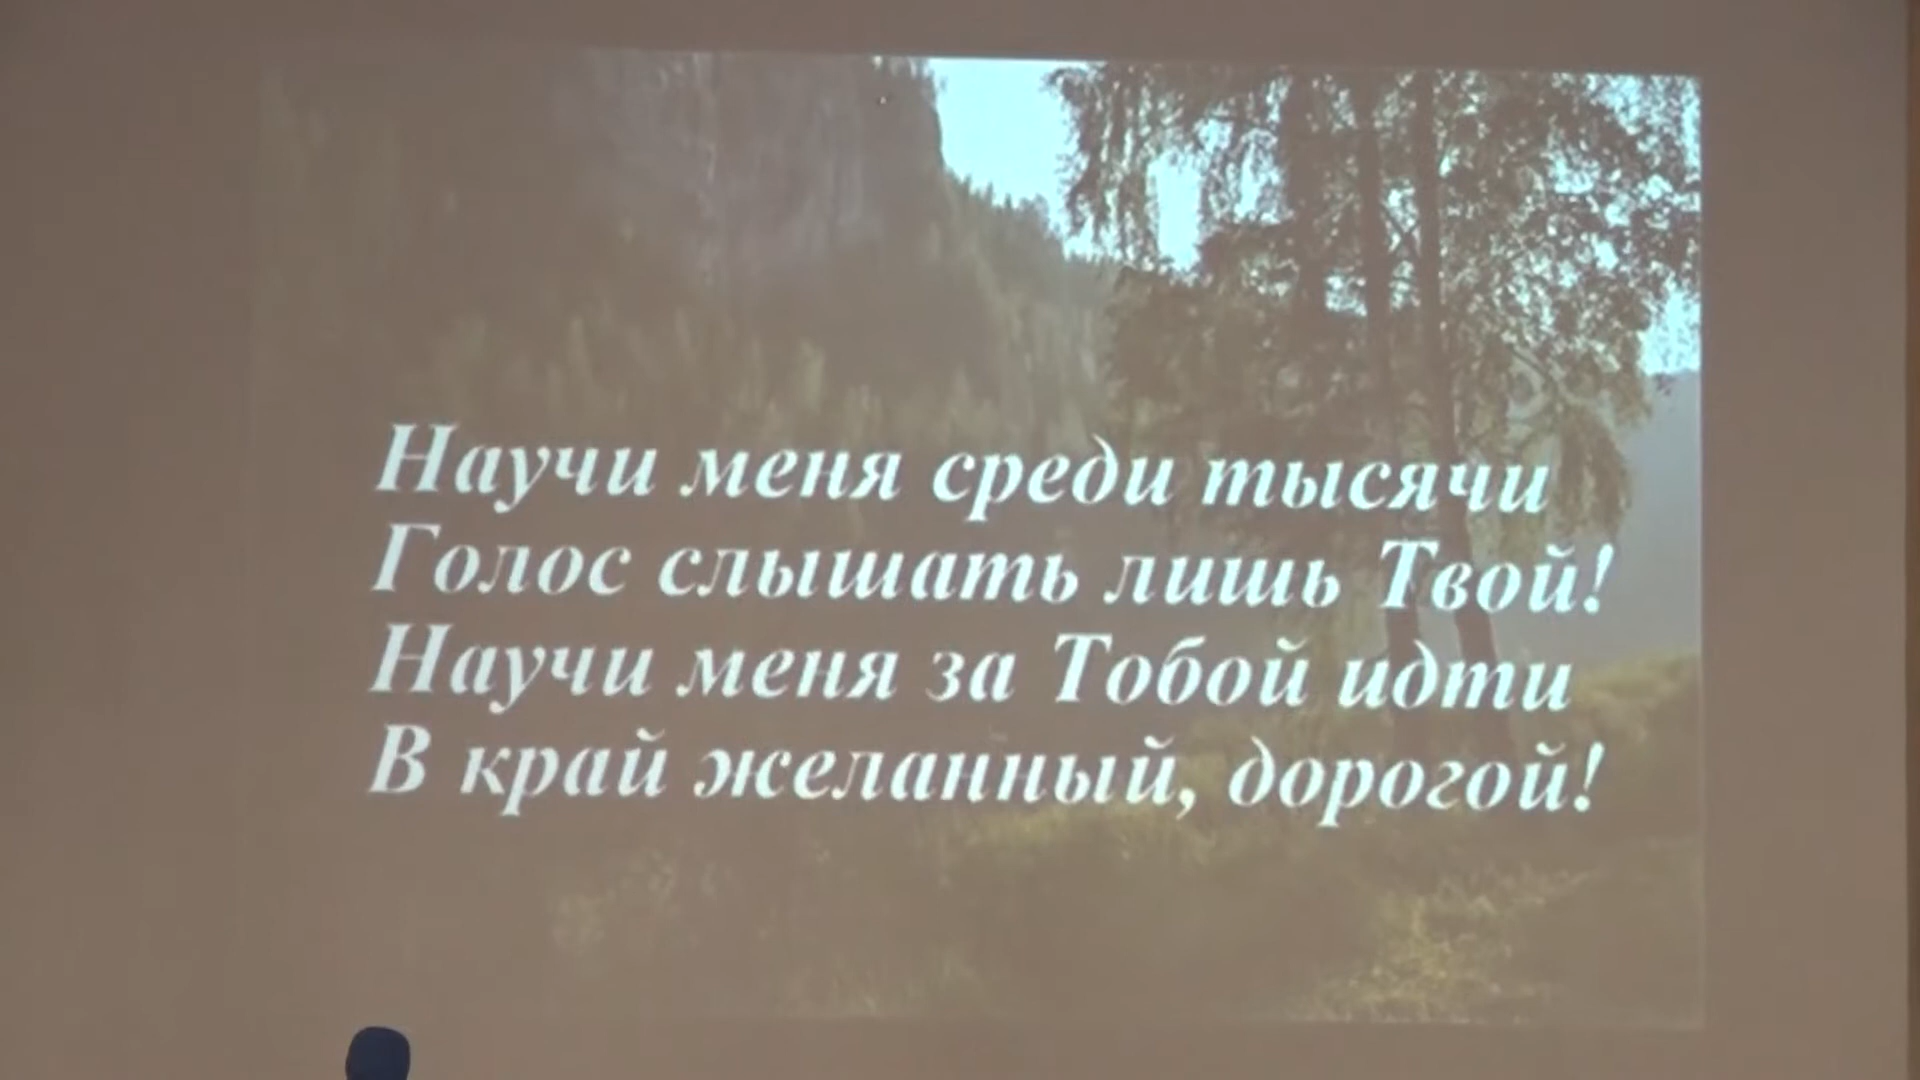 Научи меня среди тысячи
Голос слышать лишь Твой!
Научи меня за Тобой идти
В край желанный, дорогой!